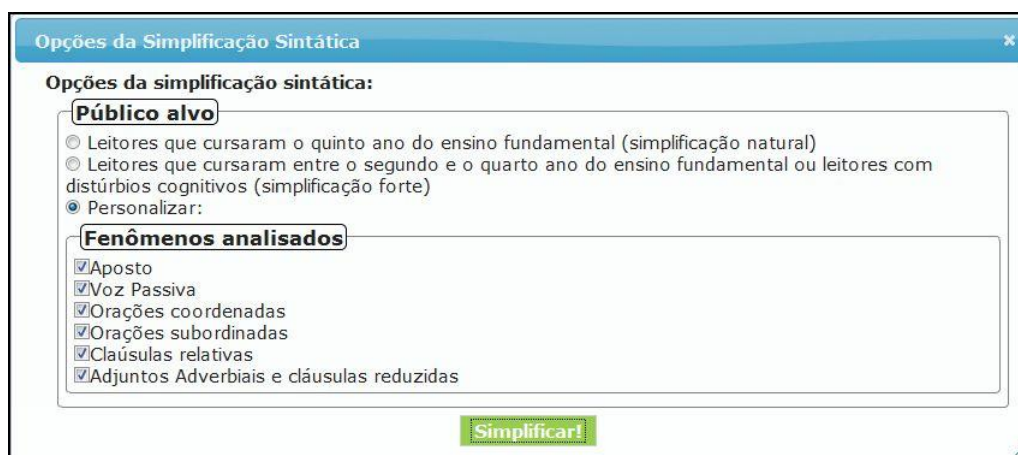 Opções da Simplificação Sintática
Opções da simplificação sintática:
Público alvo
Leitores que cursaram o quinto ano do ensino fundamental (simplificação natural)
Leitores que cursaram entre o segundo e o quarto ano do ensino fundamental ou leitores com
distúrbios cognitivos (simplificação forte)
Personalizar:
Fenômenos analisados
Aposto
Voz Passiva
Orações coordenadas
Orações subordinadas
Claúsulas relativas
Adjuntos Adverbiais e cláusulas reduzidas
Simplificar!